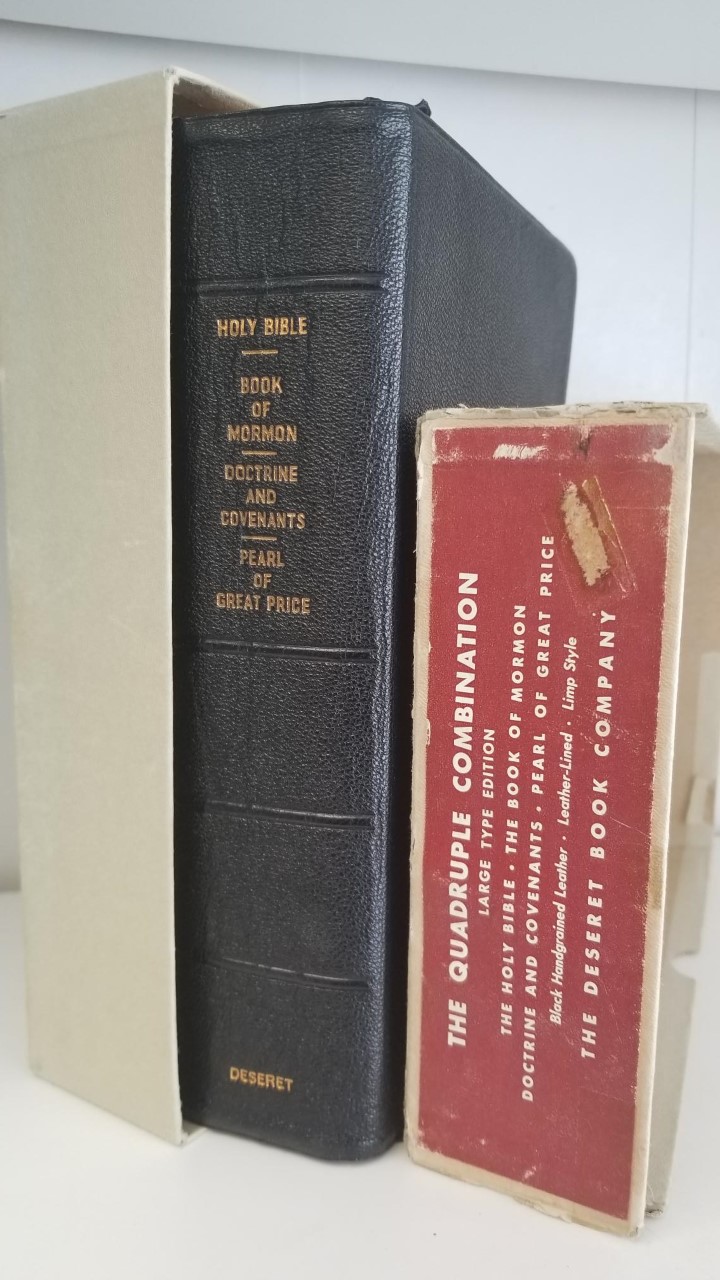 HOLY BIBLE
BOOK
OF
MORMON
DOCTRINE
AND
COVENANTS
PEARL
OF
GREAT PRICE
DESERET
THE QUADRUPLE COMBINATION
LARGE TYPE EDITION
THE HOLY BIBLE • THE BOOK OF MORMON
DOCTRINE AND COVENANTS • PEARL OF GREAT PRICE
Black Handgrained Leather • Leather-Lined • Limp Style
THE DESERET BOOK COMPANY